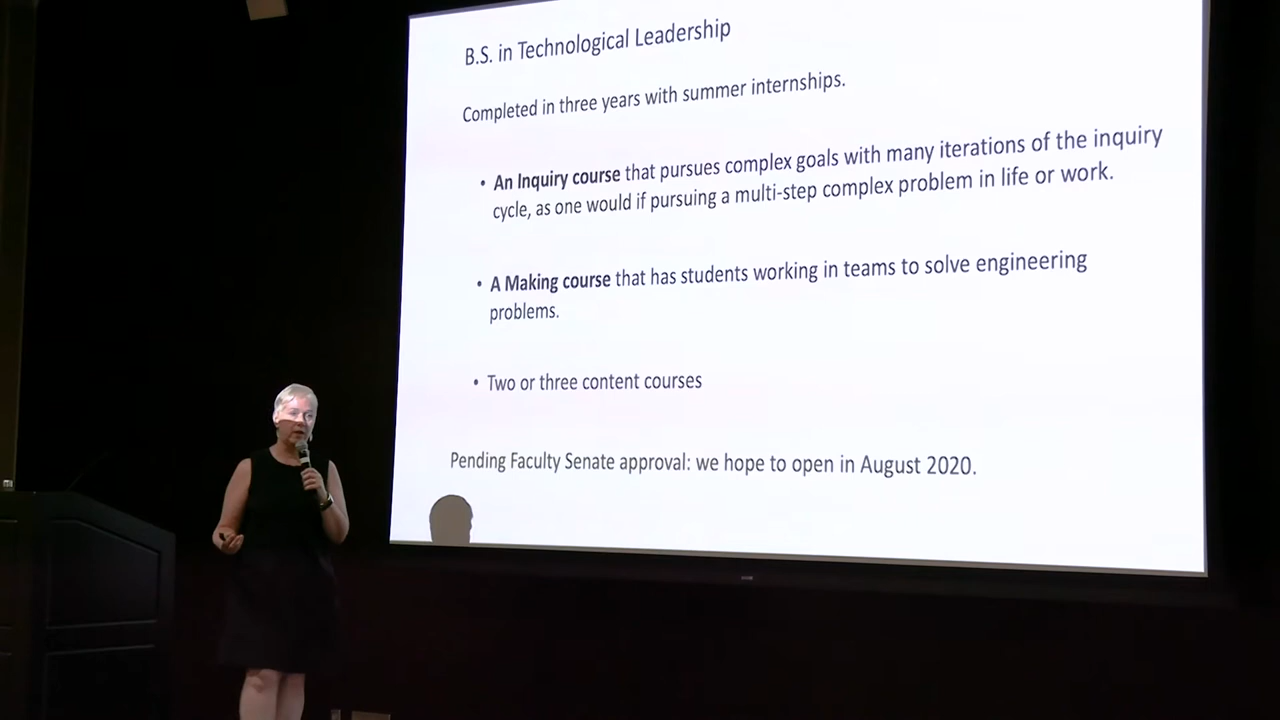 B.S. in Technological Leadership
Completed in three years with summer internships.
• An Inquiry course that pursues complex goals with many iterations of the inquiry
cycle, as one would if pursuing a multi-step complex problem in life or work.
• A Making course that has students working in teams to solve engineering
problems.
• Two or three content courses
Pending Faculty Senate approval: we hope to open in August 2020.